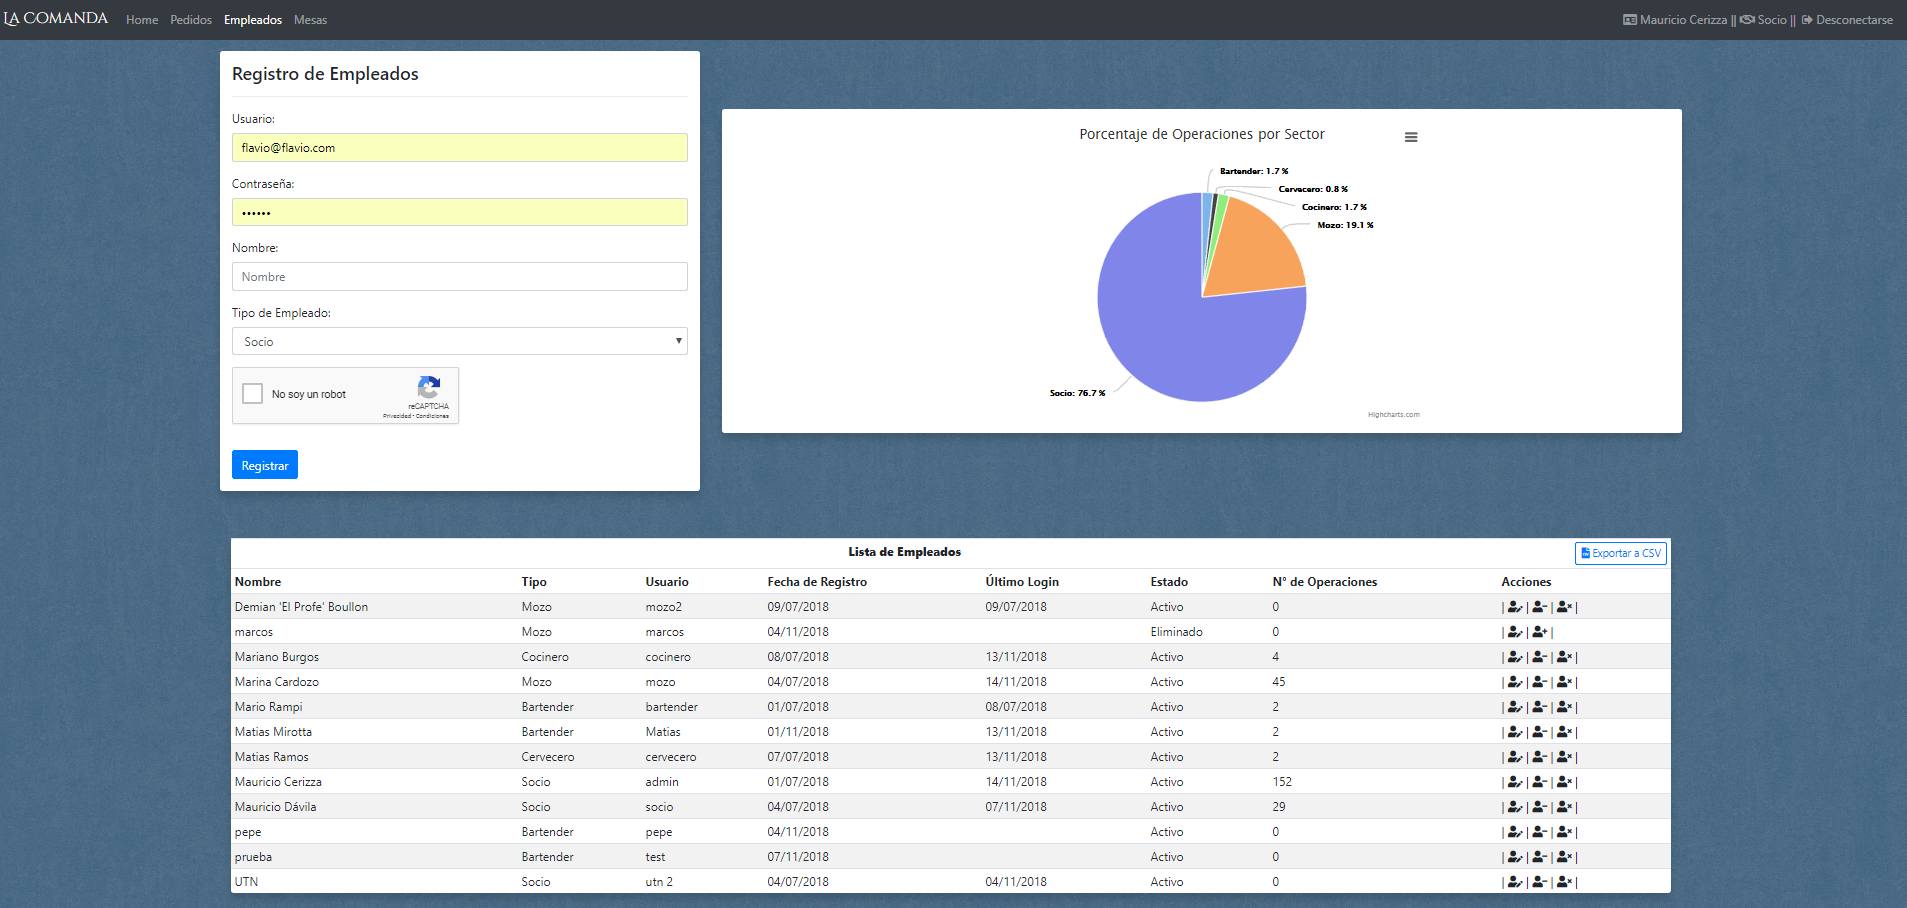 LA COMANDA Home Pedidos Empleados Mesas Mauricio Cerizza || Socio || Desconectarse
Registro de Empleados
Usuario:
flavio@flavio.com
Contraseña:
••••••
Nombre:
Nombre
Tipo de Empleado:
Socio
No soy un robot
reCAPTCHA
Privacidad - Condiciones
Registrar
Porcentaje de Operaciones por Sector
Bartender: 1.7 %
Cervecero: 0.8 %
Cocinero: 1.7 %
Mozo: 19.1 %
Socio: 76.7 %
Highcharts.com
Lista de Empleados Exportar a CSV
Nombre Tipo Usuario Fecha de Registro Último Login Estado N° de Operaciones Acciones
Demian 'El Profe' Boullon Mozo mozo2 09/07/2018 09/07/2018 Activo 0 | | | |
marcos Mozo marcos 04/11/2018 Eliminado 0 | | |
Mariano Burgos Cocinero cocinero 08/07/2018 13/11/2018 Activo 4 | | | |
Marina Cardozo Mozo mozo 04/07/2018 14/11/2018 Activo 45 | | | |
Mario Rampi Bartender bartender 01/07/2018 08/07/2018 Activo 2 | | | |
Matias Mirotta Bartender Matias 01/11/2018 13/11/2018 Activo 2 | | | |
Matias Ramos Cervecero cervecero 07/07/2018 13/11/2018 Activo 2 | | | |
Mauricio Cerizza Socio admin 01/07/2018 14/11/2018 Activo 152 | | | |
Mauricio Dávila Socio socio 04/07/2018 07/11/2018 Activo 29 | | | |
pepe Bartender pepe 04/11/2018 Activo 0 | | | |
prueba Bartender test 07/11/2018 Activo 0 | | | |
UTN Socio utn 2 04/07/2018 04/11/2018 Activo 0 | | | |